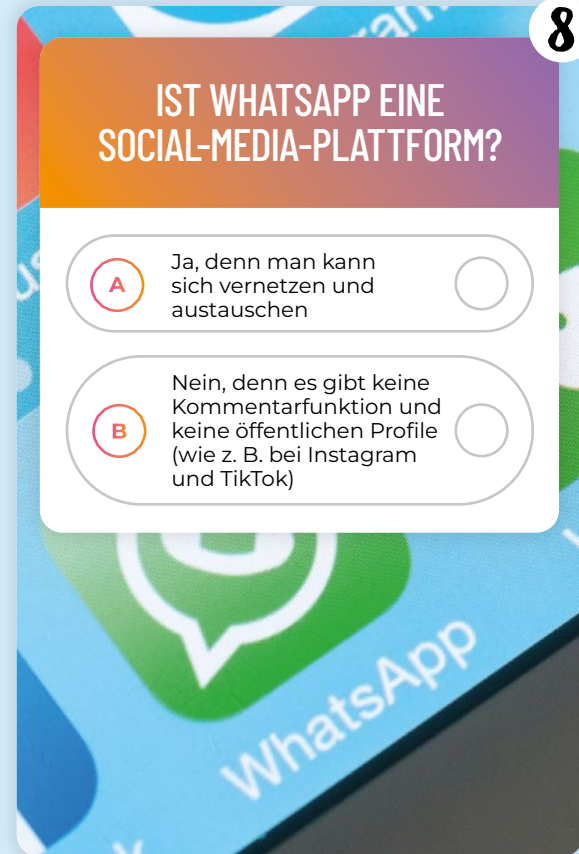 8
IST WHATSAPP EINE
SOCIAL-MEDIA-PLATTFORM?
A
Ja, denn man kann
sich vernetzen und
austauschen
B
Nein, denn es gibt keine
Kommentarfunktion und
keine öffentlichen Profile
(wie z. B. bei Instagram
und TikTok)
WhatsApp